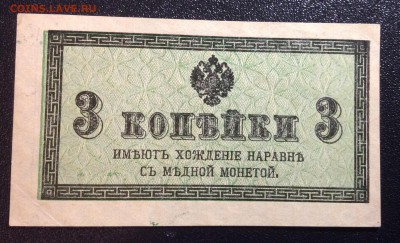 COINS.LAVE.RU
3 КОПѢЙКИ 3
ИМѢЮТЪ ХОЖДЕНІЕ НАРАВНѢ
СЪ МѢДНОЙ МОНЕТОЙ.